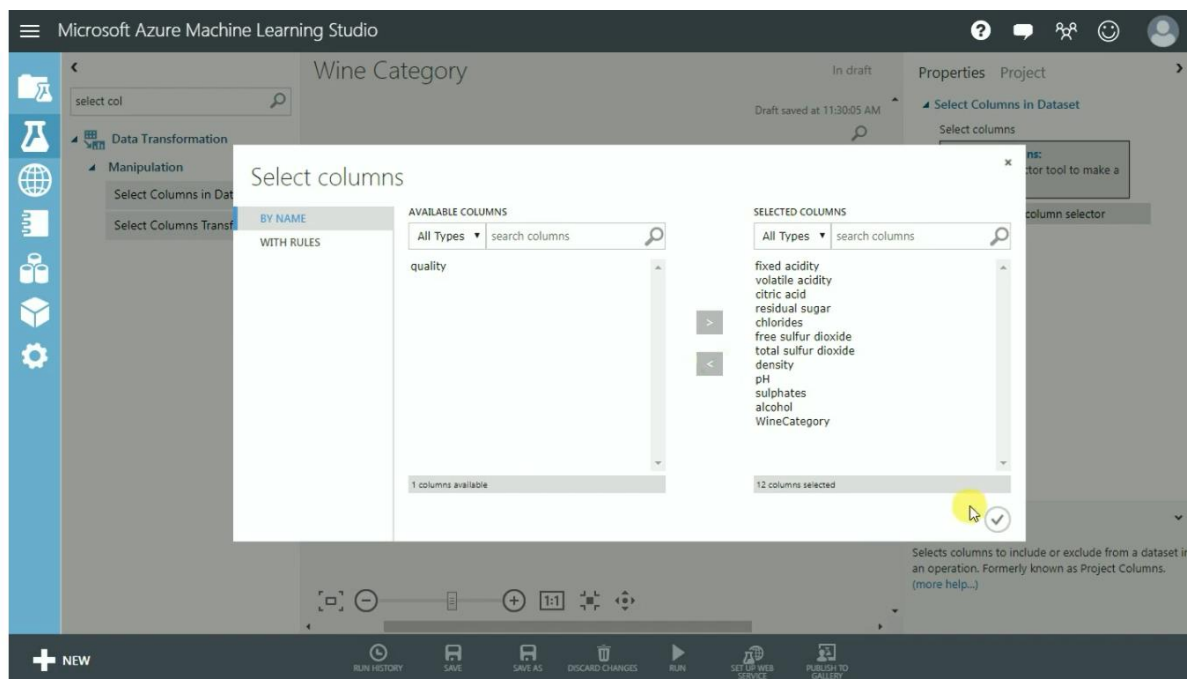 Microsoft Azure Machine Learning Studio
select col
Data Transformation
Manipulation
Select Columns in Dat
Select Columns Transf
Wine Category
In draft
Draft saved at 11:30:05 AM
Properties Project
Select Columns in Dataset
Select columns
ns:
ctor tool to make a
column selector
Select columns
BY NAME
WITH RULES
AVAILABLE COLUMNS
All Types search columns
quality
1 columns available
>
<
SELECTED COLUMNS
All Types search columns
fixed acidity
volatile acidity
citric acid
residual sugar
chlorides
free sulfur dioxide
total sulfur dioxide
density
pH
sulphates
alcohol
WineCategory
12 columns selected
Selects columns to include or exclude from a dataset in
an operation. Formerly known as Project Columns.
(more help...)
1:1
NEW
RUN HISTORY
SAVE
SAVE AS
DISCARD CHANGES
RUN
SET UP WEB
SERVICE
PUBLISH TO
GALLERY